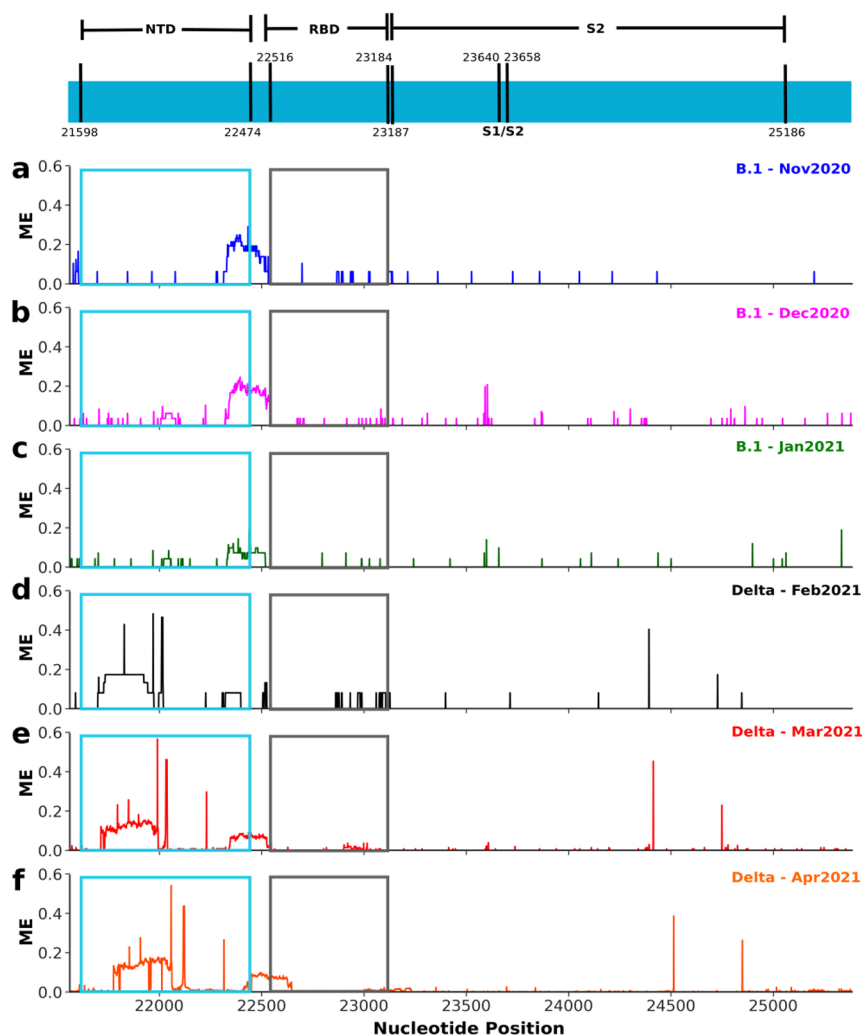 NTD RBD S2
22516 23184 23640 23658
21598 22474 23187 S1/S2 25186
a
B.1 - Nov2020
ME
0.6
0.4
0.2
0.0
b
B.1 - Dec2020
ME
0.6
0.4
0.2
0.0
c
B.1 - Jan2021
ME
0.6
0.4
0.2
0.0
d
Delta - Feb2021
ME
0.6
0.4
0.2
0.0
e
Delta - Mar2021
ME
0.6
0.4
0.2
0.0
f
Delta - Apr2021
ME
0.6
0.4
0.2
0.0
22000 22500 23000 23500 24000 24500 25000
Nucleotide Position